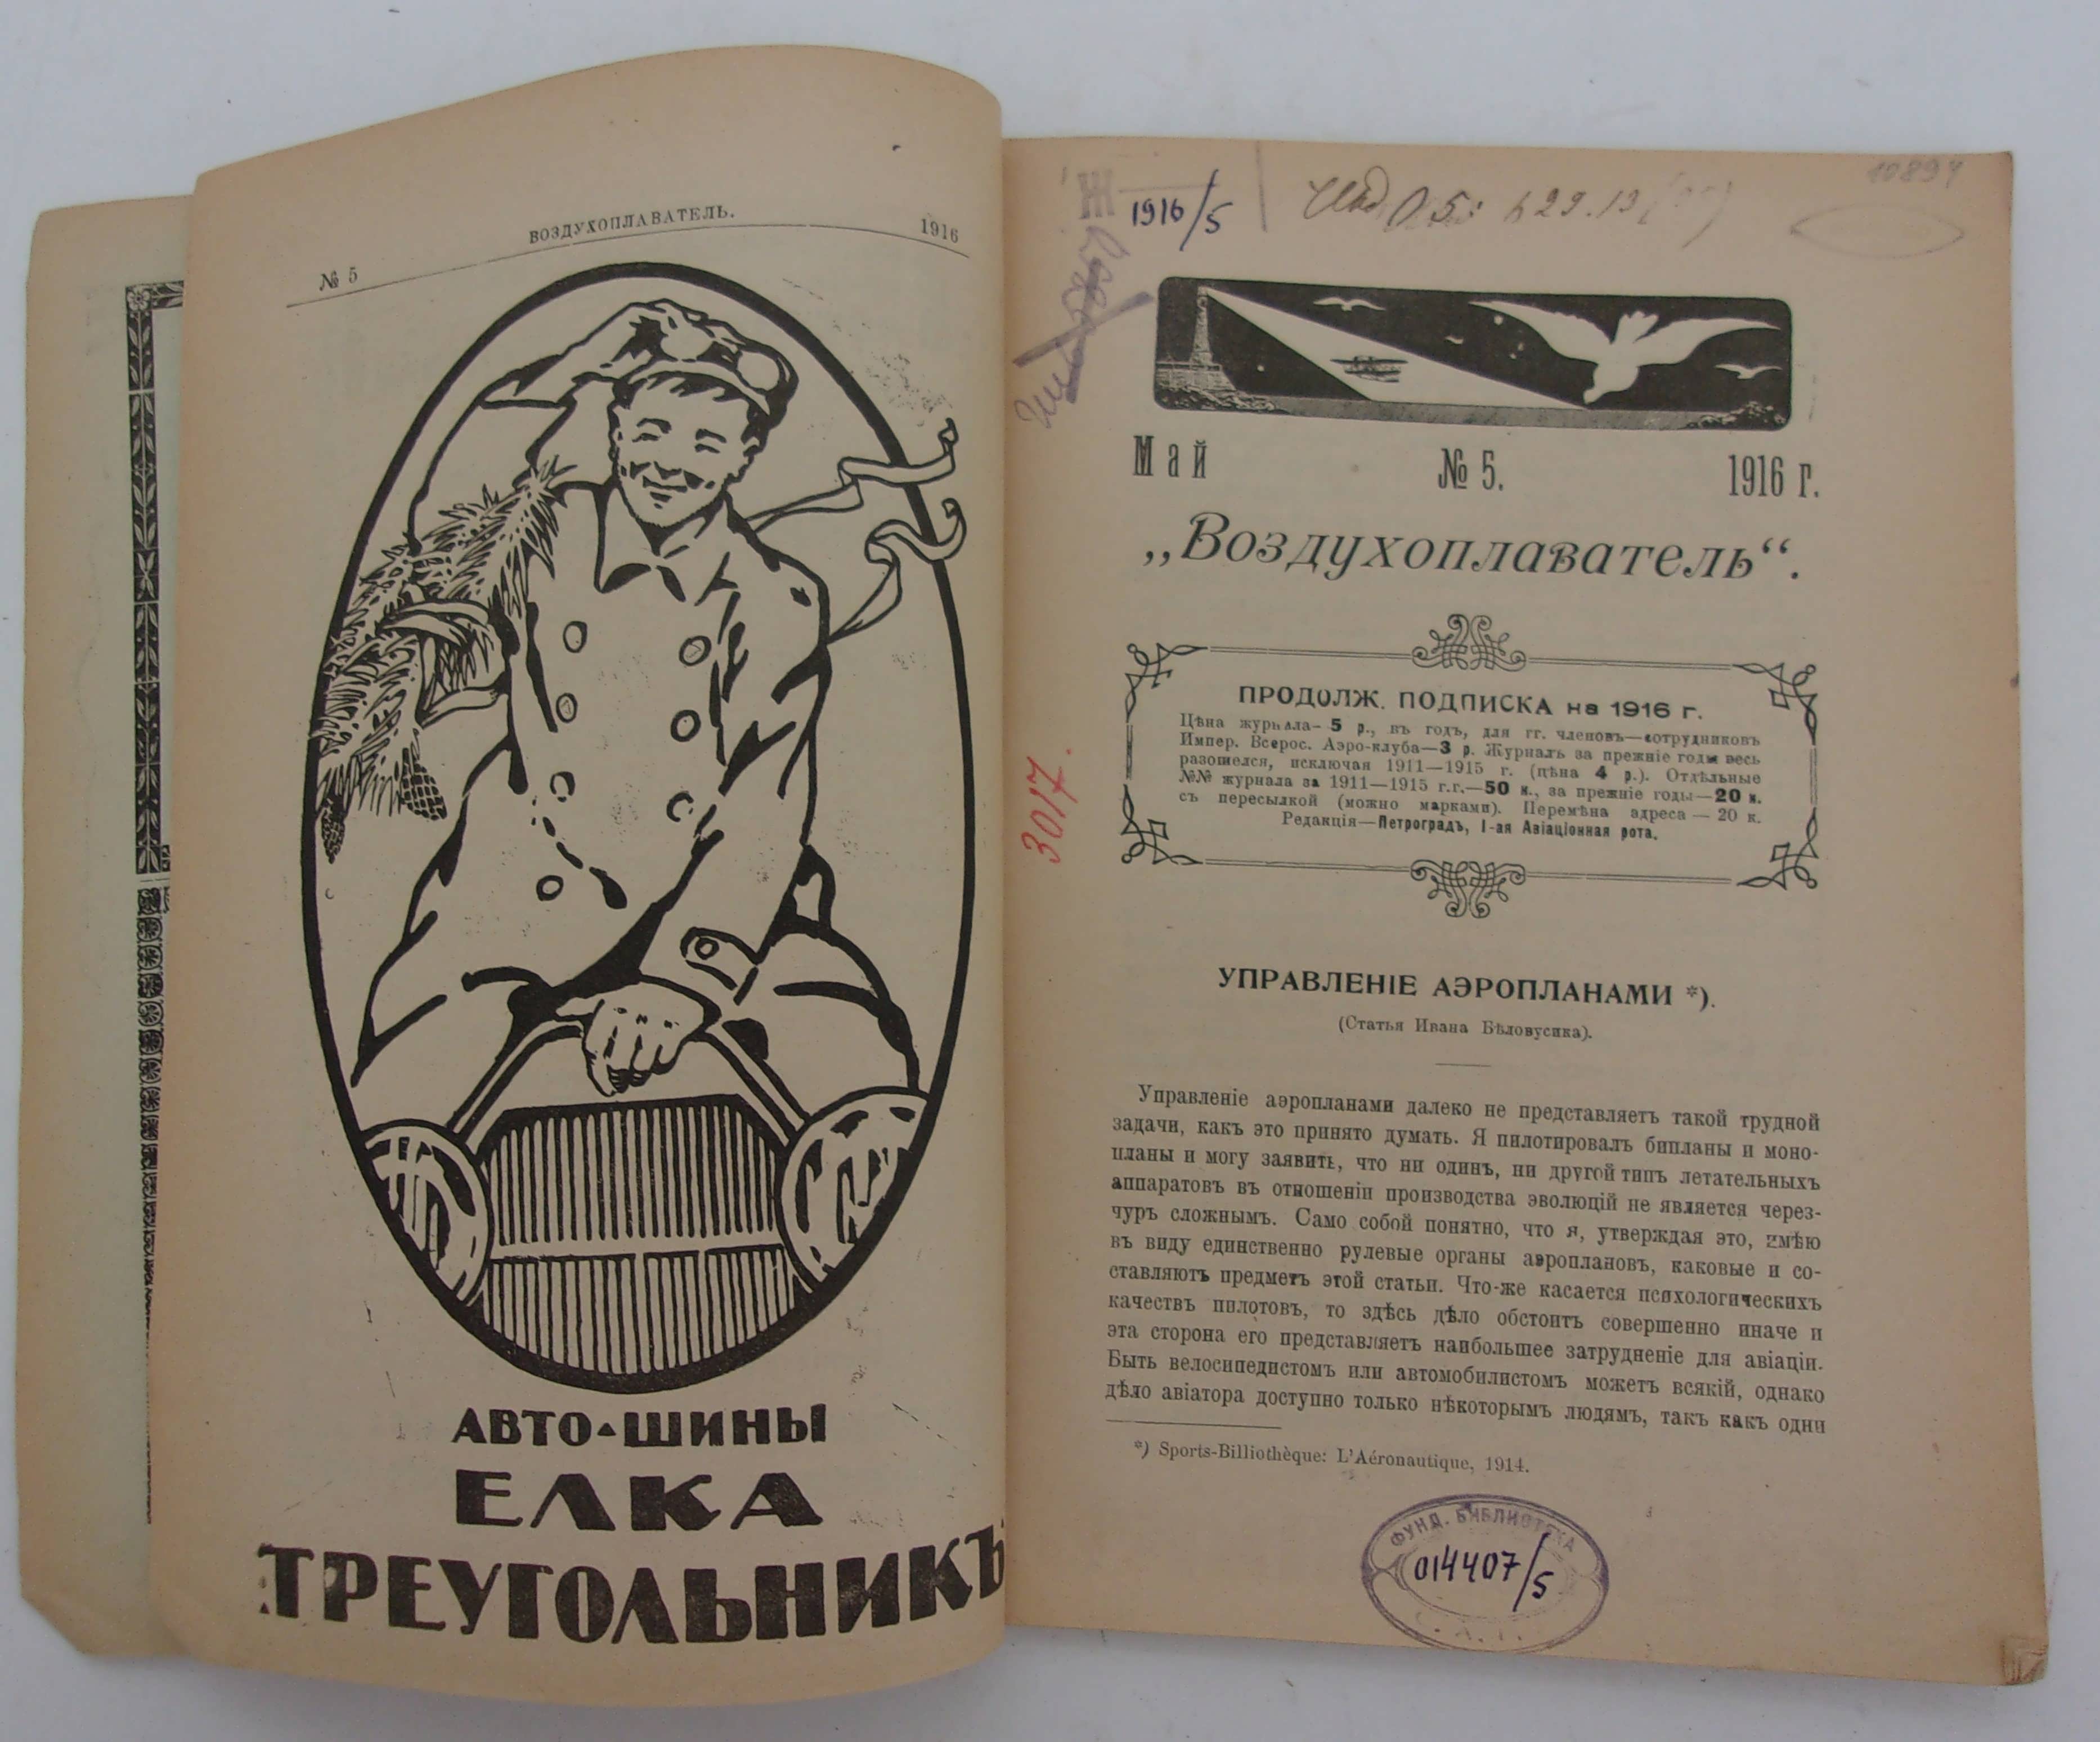 № 5
ВОЗДУХОПЛАВАТЕЛЬ.
1916
АВТО-ШИНЫ
ЕЛКА
ТРЕУГОЛЬНИКЪ
Ж 1916/5
10894
Май № 5. 1916 г.
„Воздухоплаватель“.
ПРОДОЛЖ. ПОДПИСКА на 1916 г.
Цѣна журнала— 5 р., въ годъ, для гг. членовъ—сотрудниковъ
Импер. Всерос. Аэро-клуба—3 р. Журналъ за прежніе годы весь
разошелся, исключая 1911—1915 г. (цѣна 4 р.). Отдѣльные
№№ журнала за 1911—1915 г.г.—50 к., за прежніе годы—20 к.
съ пересылкой (можно марками). Перемѣна адреса — 20 к.
Редакція—Петроградъ, 1-ая Авіаціонная рота.
3017.
УПРАВЛЕНІЕ АЭРОПЛАНАМИ *).
(Статья Ивана Бѣловусика).
Управленіе аэропланами далеко не представляетъ такой трудной
задачи, какъ это принято думать. Я пилотировалъ бипланы и моно-
планы и могу заявить, что ни одинъ, ни другой типъ летательныхъ
аппаратовъ въ отношеніи производства эволюцій не является через-
чуръ сложнымъ. Само собой понятно, что я, утверждая это, имѣю
въ виду единственно рулевые органы аэроплановъ, каковые и со-
ставляютъ предметъ этой статьи. Что-же касается психологическихъ
качествъ пилотовъ, то здѣсь дѣло обстоитъ совершенно иначе и
эта сторона его представляетъ наибольшее затрудненіе для авіаціи.
Быть велосипедистомъ или автомобилистомъ можетъ всякій, однако
дѣло авіатора доступно только нѣкоторымъ людямъ, такъ какъ одни
*) Sports-Billiothèque: L'Aéronautique, 1914.
ФУНД. БИБЛИОТЕКА
014407/5